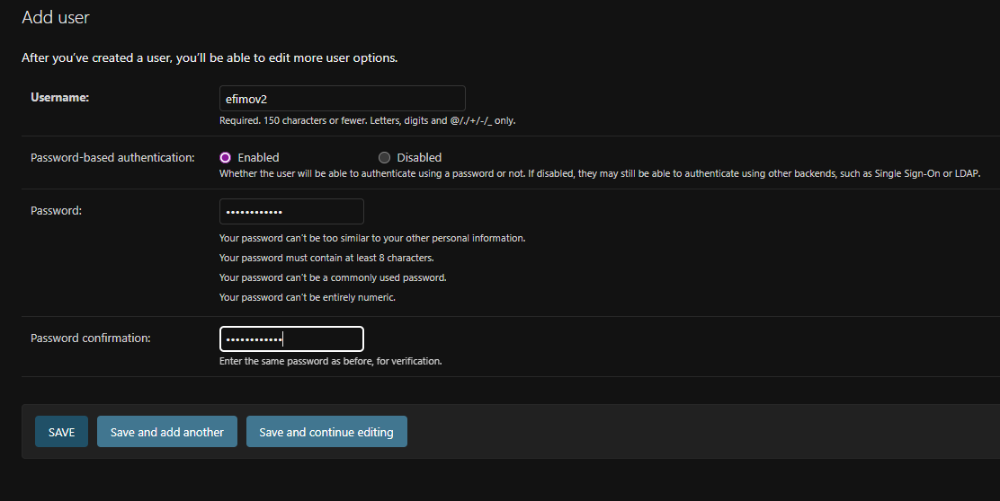 Add user
After you’ve created a user, you’ll be able to edit more user options.
Username:
efimov2
Required. 150 characters or fewer. Letters, digits and @/./+/-/_ only.
Password-based authentication:
Enabled
Disabled
Whether the user will be able to authenticate using a password or not. If disabled, they may still be able to authenticate using other backends, such as Single Sign-On or LDAP.
Password:
••••••••••••
Your password can’t be too similar to your other personal information.
Your password must contain at least 8 characters.
Your password can’t be a commonly used password.
Your password can’t be entirely numeric.
Password confirmation:
••••••••••••
Enter the same password as before, for verification.
SAVE
Save and add another
Save and continue editing